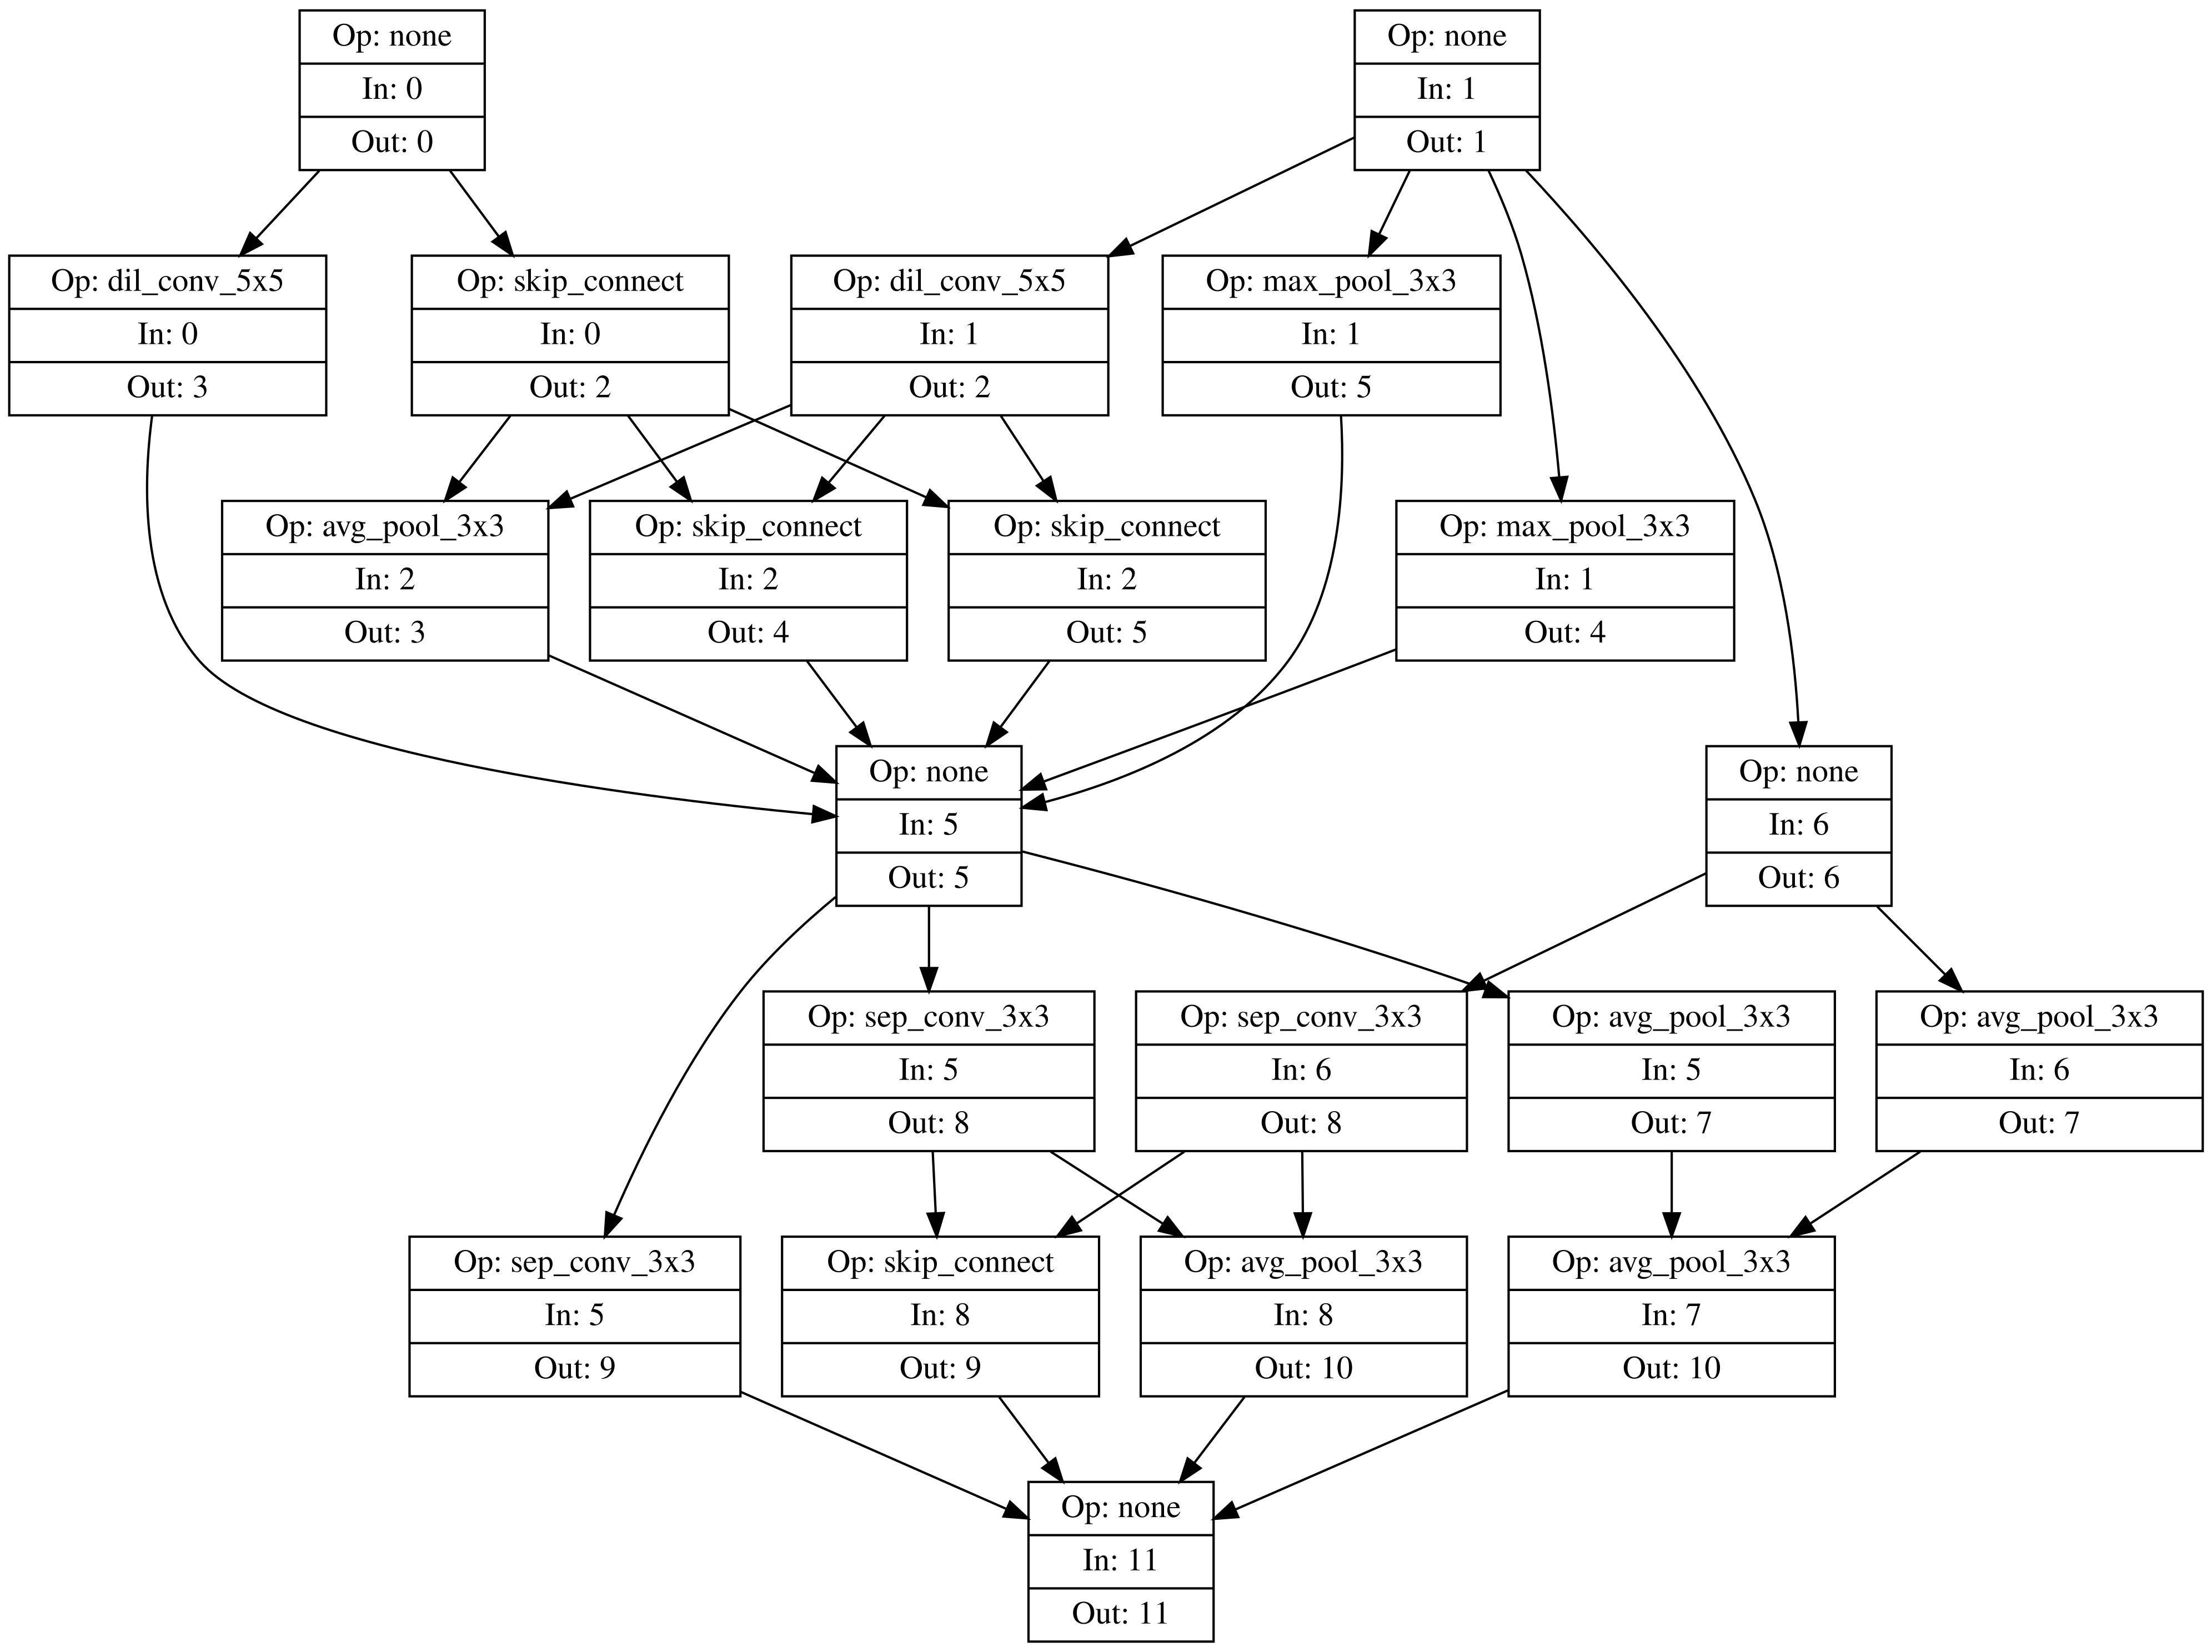 Op: none
In: 0
Out: 0
Op: none
In: 1
Out: 1
Op: dil_conv_5x5
In: 0
Out: 3
Op: skip_connect
In: 0
Out: 2
Op: dil_conv_5x5
In: 1
Out: 2
Op: max_pool_3x3
In: 1
Out: 5
Op: avg_pool_3x3
In: 2
Out: 3
Op: skip_connect
In: 2
Out: 4
Op: skip_connect
In: 2
Out: 5
Op: max_pool_3x3
In: 1
Out: 4
Op: none
In: 5
Out: 5
Op: none
In: 6
Out: 6
Op: sep_conv_3x3
In: 5
Out: 8
Op: sep_conv_3x3
In: 6
Out: 8
Op: avg_pool_3x3
In: 5
Out: 7
Op: avg_pool_3x3
In: 6
Out: 7
Op: sep_conv_3x3
In: 5
Out: 9
Op: skip_connect
In: 8
Out: 9
Op: avg_pool_3x3
In: 8
Out: 10
Op: avg_pool_3x3
In: 7
Out: 10
Op: none
In: 11
Out: 11